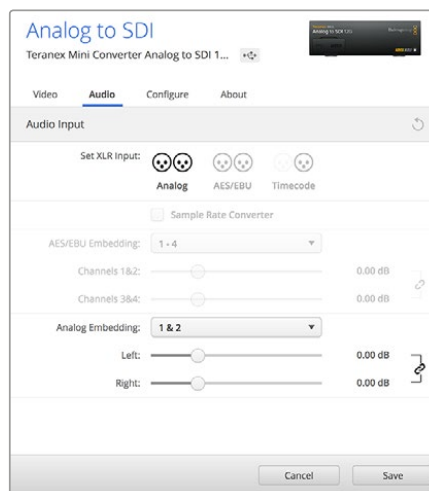 Analog to SDI
Teranex Mini Converter Analog to SDI 1...
Video Audio Configure About
Audio Input
Set XLR Input:
Analog AES/EBU Timecode
Sample Rate Converter
AES/EBU Embedding: 1 - 4
Channels 1&2: 0.00 dB
Channels 3&4: 0.00 dB
Analog Embedding: 1 & 2
Left: 0.00 dB
Right: 0.00 dB
Cancel Save